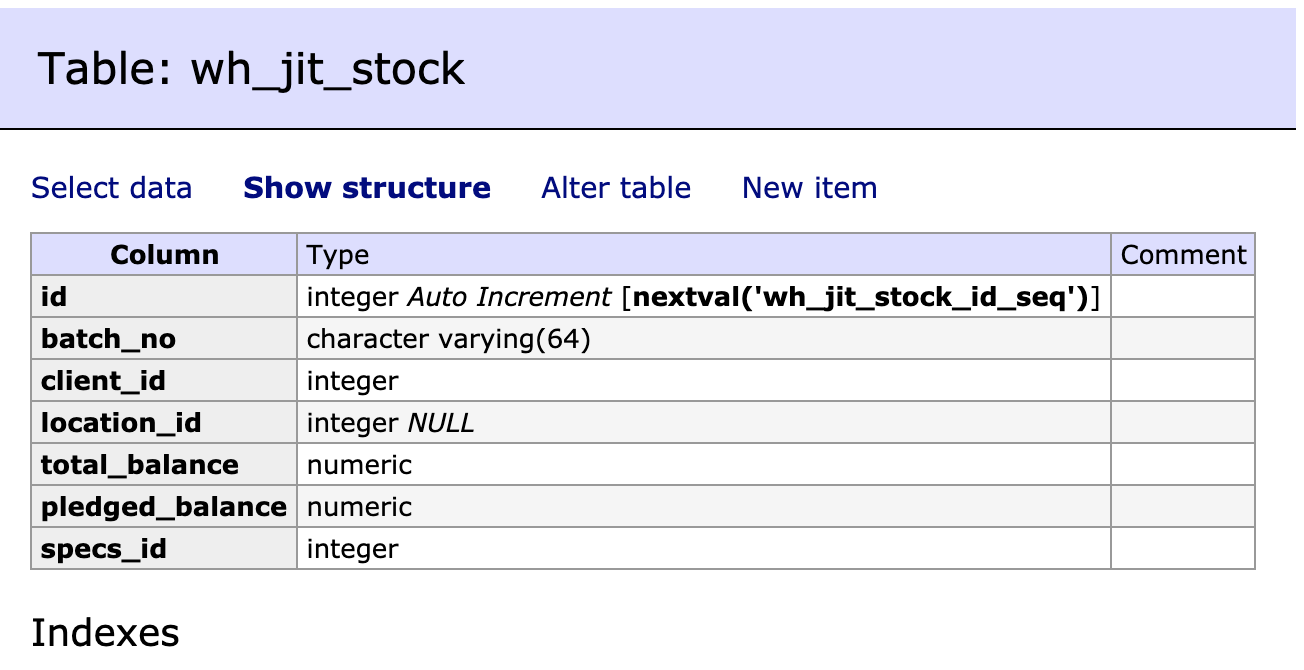 Table: wh_jit_stock
Select data Show structure Alter table New item
Column Type Comment
id integer Auto Increment [nextval('wh_jit_stock_id_seq')]
batch_no character varying(64)
client_id integer
location_id integer NULL
total_balance numeric
pledged_balance numeric
specs_id integer
Indexes